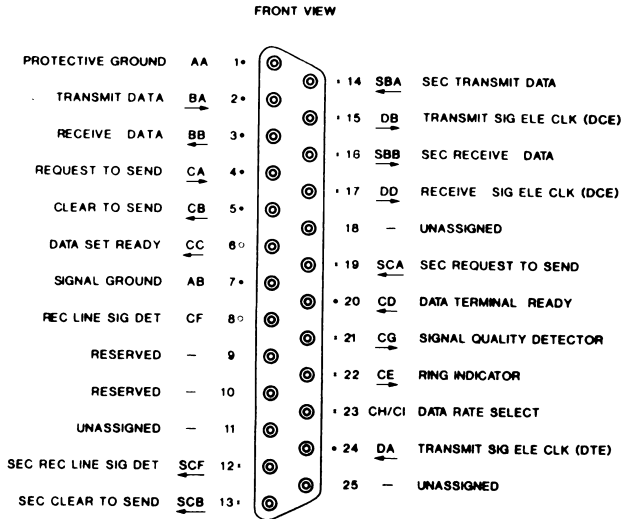 FRONT VIEW
PROTECTIVE GROUND AA 1
TRANSMIT DATA BA 2
RECEIVE DATA BB 3
REQUEST TO SEND CA 4
CLEAR TO SEND CB 5
DATA SET READY CC 6
SIGNAL GROUND AB 7
REC LINE SIG DET CF 8
RESERVED – 9
RESERVED – 10
UNASSIGNED – 11
SEC REC LINE SIG DET SCF 12
SEC CLEAR TO SEND SCB 13
14 SBA SEC TRANSMIT DATA
15 DB TRANSMIT SIG ELE CLK (DCE)
16 SBB SEC RECEIVE DATA
17 DD RECEIVE SIG ELE CLK (DCE)
18 – UNASSIGNED
19 SCA SEC REQUEST TO SEND
20 CD DATA TERMINAL READY
21 CG SIGNAL QUALITY DETECTOR
22 CE RING INDICATOR
23 CH/CI DATA RATE SELECT
24 DA TRANSMIT SIG ELE CLK (DTE)
25 – UNASSIGNED